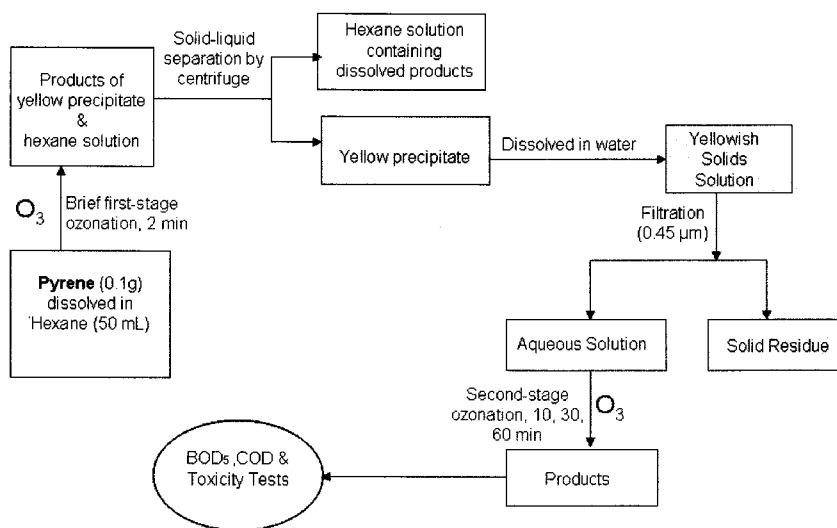 Pyrene (0.1g)
dissolved in
Hexane (50 mL)
O₃
Brief first-stage
ozonation, 2 min
Products of
yellow precipitate
&
hexane solution
Solid-liquid
separation by
centrifuge
Hexane solution
containing
dissolved products
Yellow precipitate
Dissolved in water
Yellowish
Solids
Solution
Filtration
(0.45 µm)
Aqueous Solution
Solid Residue
Second-stage
ozonation, 10, 30,
60 min
O₃
Products
BOD₅,COD &
Toxicity Tests